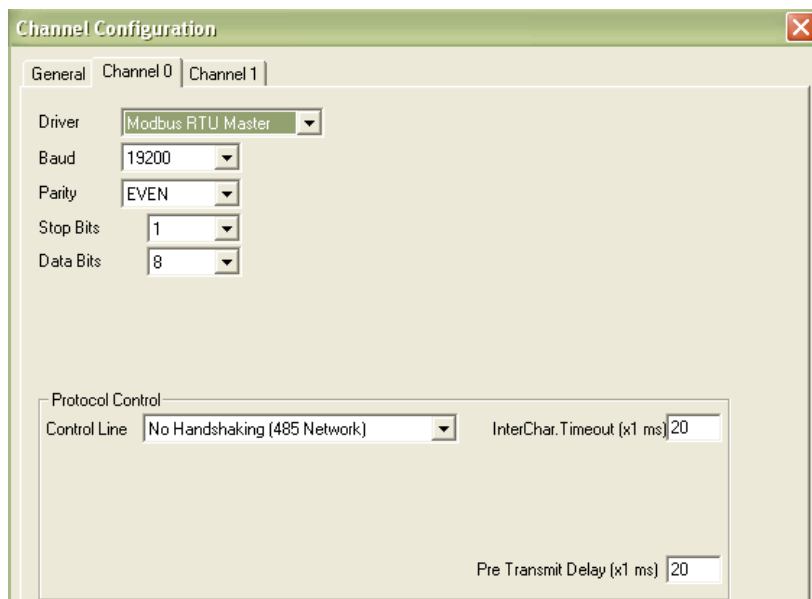 Channel Configuration
General Channel 0 Channel 1
Driver Modbus RTU Master
Baud 19200
Parity EVEN
Stop Bits 1
Data Bits 8
Protocol Control
Control Line No Handshaking (485 Network) InterChar.Timeout (x1 ms) 20
Pre Transmit Delay (x1 ms) 20